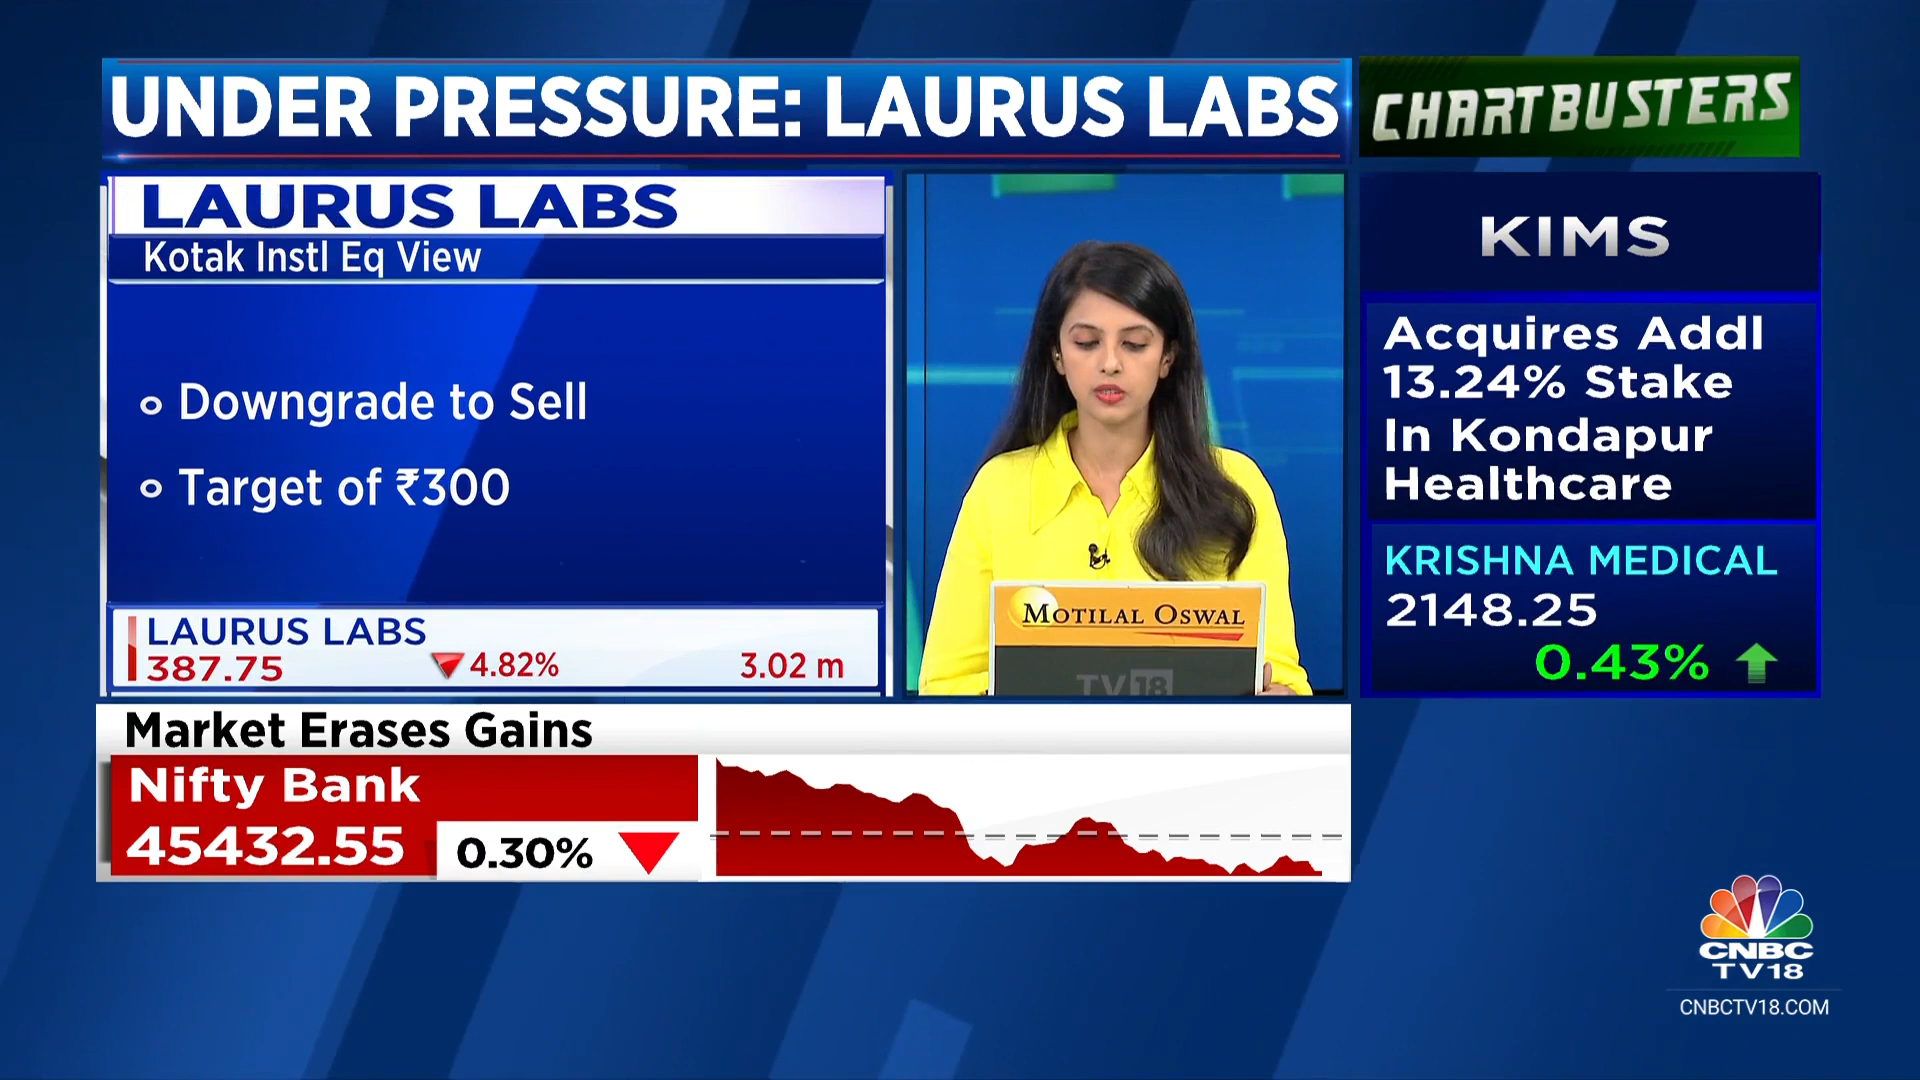 UNDER PRESSURE: LAURUS LABS
CHARTBUSTERS
LAURUS LABS
Kotak Instl Eq View
Downgrade to Sell
Target of ₹300
LAURUS LABS
387.75 4.82% 3.02 m
MOTILAL OSWAL
TV18
KIMS
Acquires Addl
13.24% Stake
In Kondapur
Healthcare
KRISHNA MEDICAL
2148.25
0.43%
Market Erases Gains
Nifty Bank
45432.55
0.30%
CNBC
TV18
CNBCTV18.COM